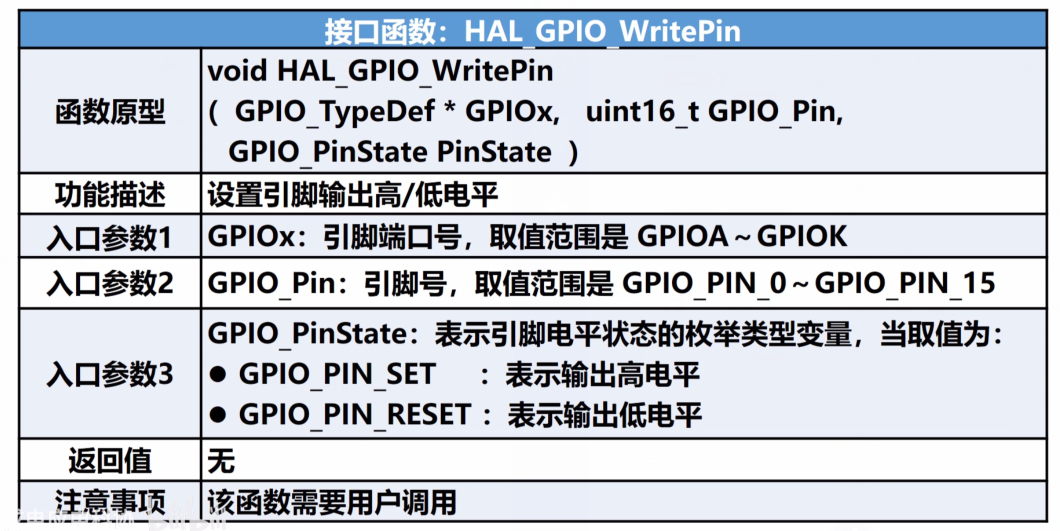 接口函数：HAL_GPIO_WritePin
函数原型
void HAL_GPIO_WritePin
( GPIO_TypeDef * GPIOx, uint16_t GPIO_Pin,
GPIO_PinState PinState )
功能描述
设置引脚输出高/低电平
入口参数1
GPIOx：引脚端口号，取值范围是 GPIOA～GPIOK
入口参数2
GPIO_Pin：引脚号，取值范围是 GPIO_PIN_0～GPIO_PIN_15
入口参数3
GPIO_PinState：表示引脚电平状态的枚举类型变量，当取值为：
● GPIO_PIN_SET ：表示输出高电平
● GPIO_PIN_RESET：表示输出低电平
返回值
无
注意事项
该函数需要用户调用